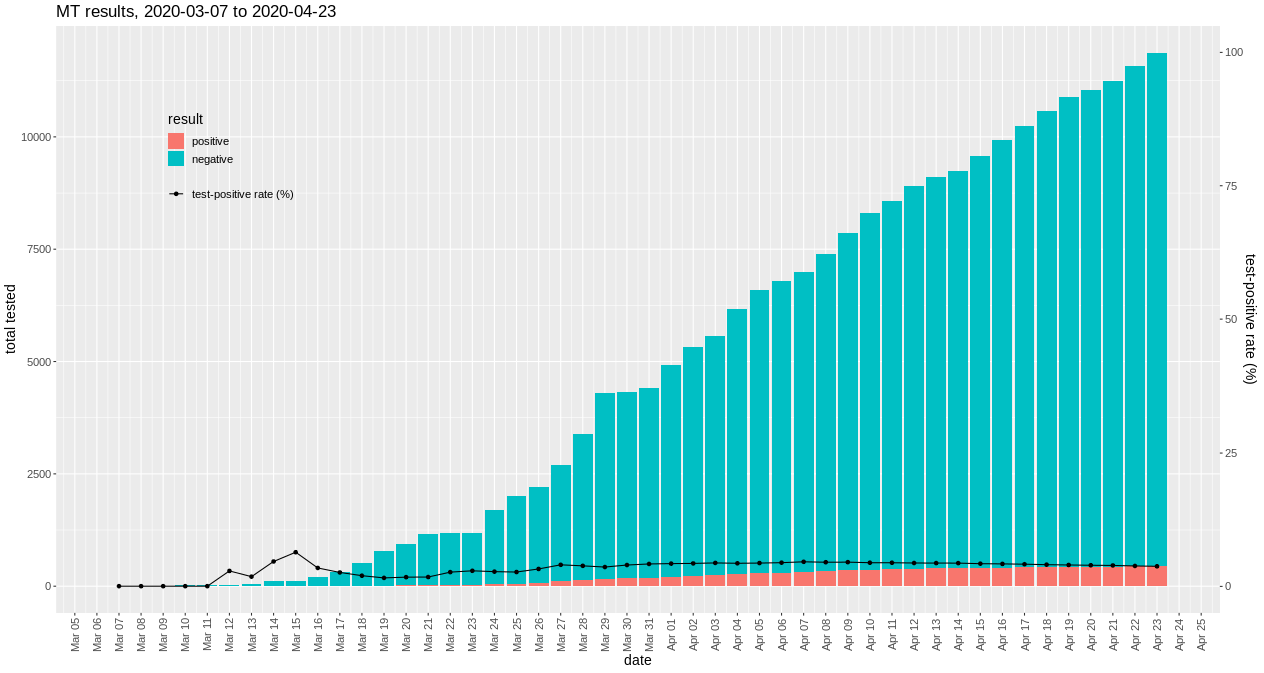 MT results, 2020-03-07 to 2020-04-23
result
positive
negative
test-positive rate (%)
total tested
10000
7500
5000
2500
0
100
75
50
25
0
test-positive rate (%)
Mar 05
Mar 06
Mar 07
Mar 08
Mar 09
Mar 10
Mar 11
Mar 12
Mar 13
Mar 14
Mar 15
Mar 16
Mar 17
Mar 18
Mar 19
Mar 20
Mar 21
Mar 22
Mar 23
Mar 24
Mar 25
Mar 26
Mar 27
Mar 28
Mar 29
Mar 30
Mar 31
Apr 01
Apr 02
Apr 03
Apr 04
Apr 05
Apr 06
Apr 07
Apr 08
Apr 09
Apr 10
Apr 11
Apr 12
Apr 13
Apr 14
Apr 15
Apr 16
Apr 17
Apr 18
Apr 19
Apr 20
Apr 21
Apr 22
Apr 23
Apr 24
Apr 25
date